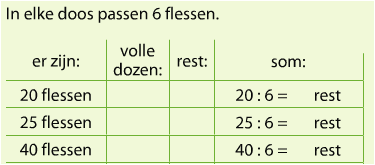 In elke doos passen 6 flessen.
er zijn: volle dozen: rest: som:
20 flessen 20 : 6 = rest
25 flessen 25 : 6 = rest
40 flessen 40 : 6 = rest